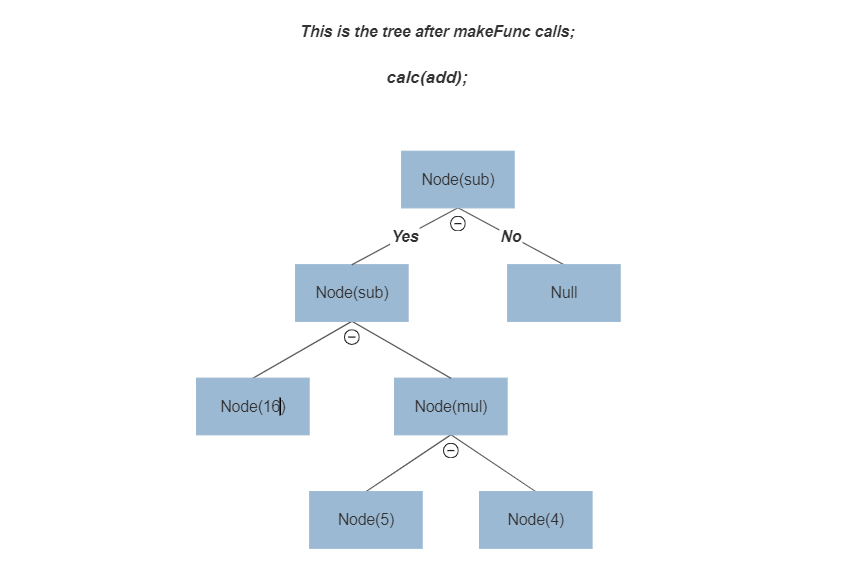 This is the tree after makeFunc calls;
calc(add);
Node(sub)
Yes
No
Node(sub)
Null
Node(16)
Node(mul)
Node(5)
Node(4)